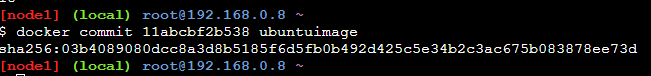 [node1] (local) root@192.168.0.8 ~
$ docker commit 11abcbf2b538 ubuntuimage
sha256:03b4089080dcc8a3d8b5185f6d5fb0b492d425c5e34b2c3ac675b083878ee73d
[node1] (local) root@192.168.0.8 ~